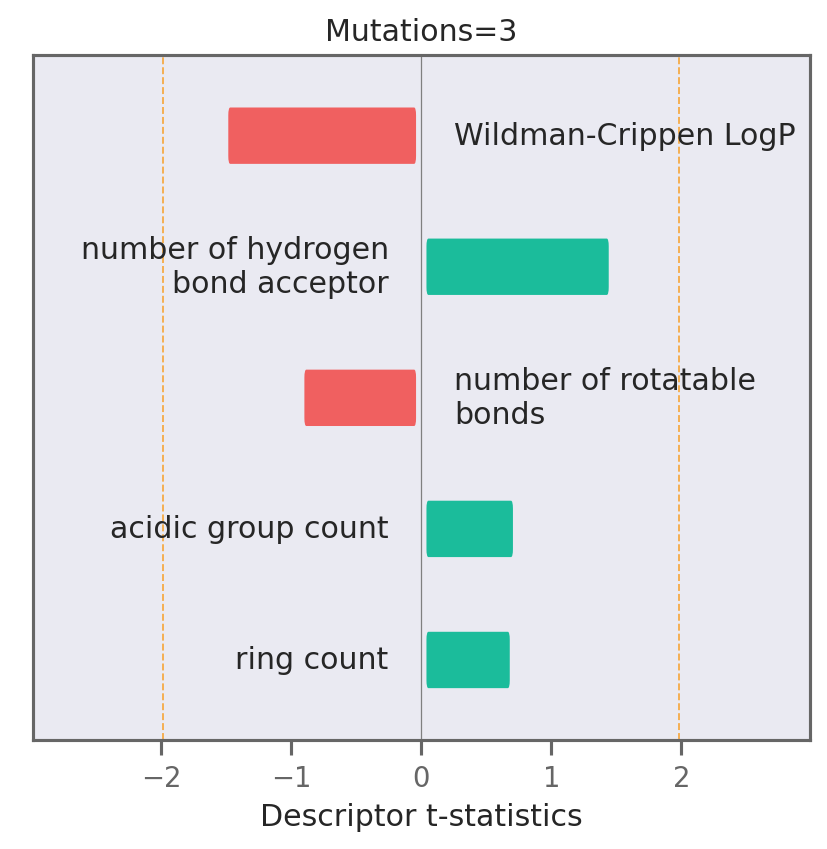 Mutations=3
Wildman-Crippen LogP
number of hydrogen
bond acceptor
number of rotatable
bonds
acidic group count
ring count
−2 −1 0 1 2
Descriptor t-statistics